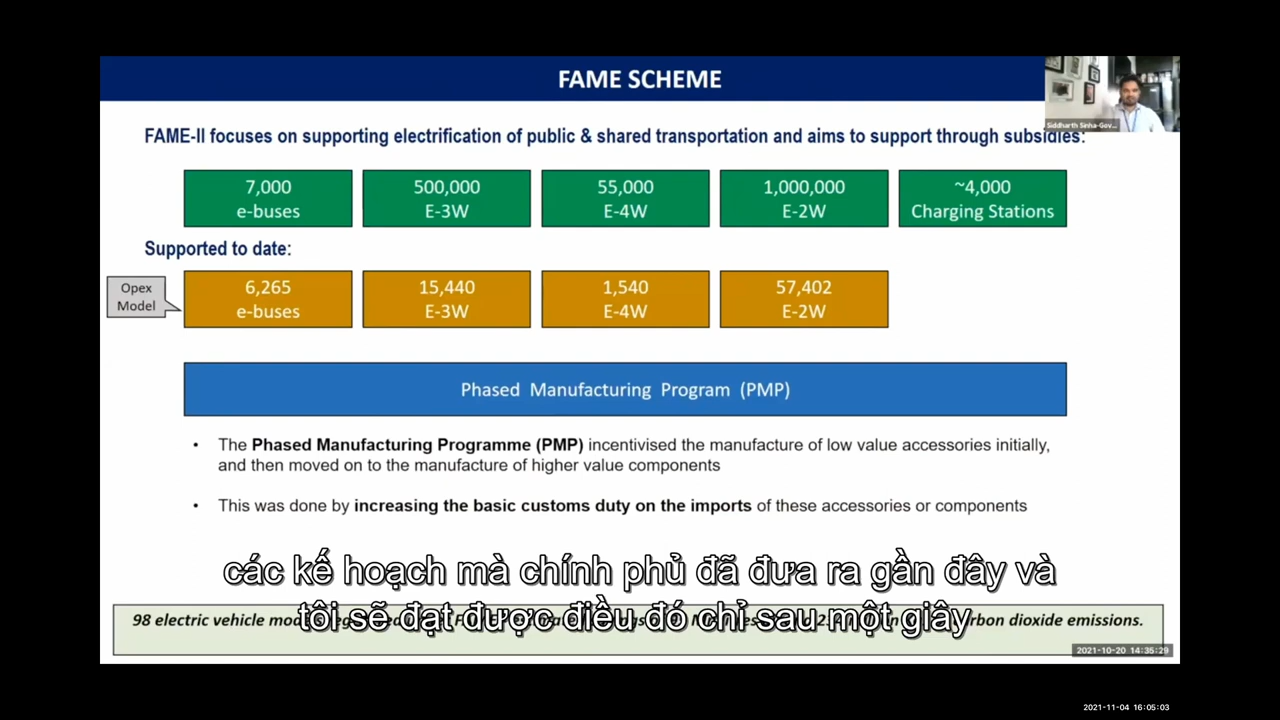 FAME SCHEME
Siddharth Sinha-Gov...
FAME-II focuses on supporting electrification of public & shared transportation and aims to support through subsidies:
7,000
e-buses
500,000
E-3W
55,000
E-4W
1,000,000
E-2W
~4,000
Charging Stations
Supported to date:
Opex
Model
6,265
e-buses
15,440
E-3W
1,540
E-4W
57,402
E-2W
Phased Manufacturing Program (PMP)
• The Phased Manufacturing Programme (PMP) incentivised the manufacture of low value accessories initially,
and then moved on to the manufacture of higher value components
• This was done by increasing the basic customs duty on the imports of these accessories or components
các kế hoạch mà chính phủ đã đưa ra gần đây và
tôi sẽ đạt được điều đó chỉ sau một giây
98 electric vehicle dioxide emissions.
2021-10-20 14:35:29
2021-11-04 16:05:03